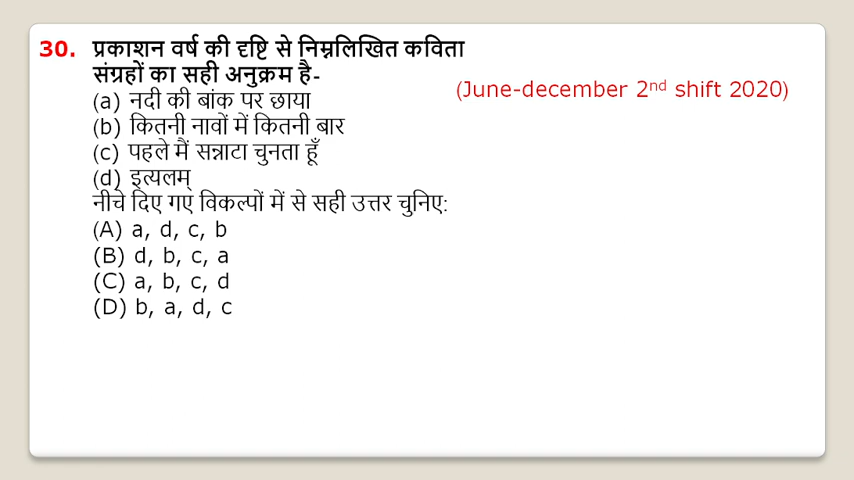 30. प्रकाशन वर्ष की दृष्टि से निम्नलिखित कविता
संग्रहों का सही अनुक्रम है-
(June-december 2nd shift 2020)
(a) नदी की बांक पर छाया
(b) कितनी नावों में कितनी बार
(c) पहले मैं सन्नाटा चुनता हूँ
(d) इत्यलम्
नीचे दिए गए विकल्पों में से सही उत्तर चुनिए:
(A) a, d, c, b
(B) d, b, c, a
(C) a, b, c, d
(D) b, a, d, c